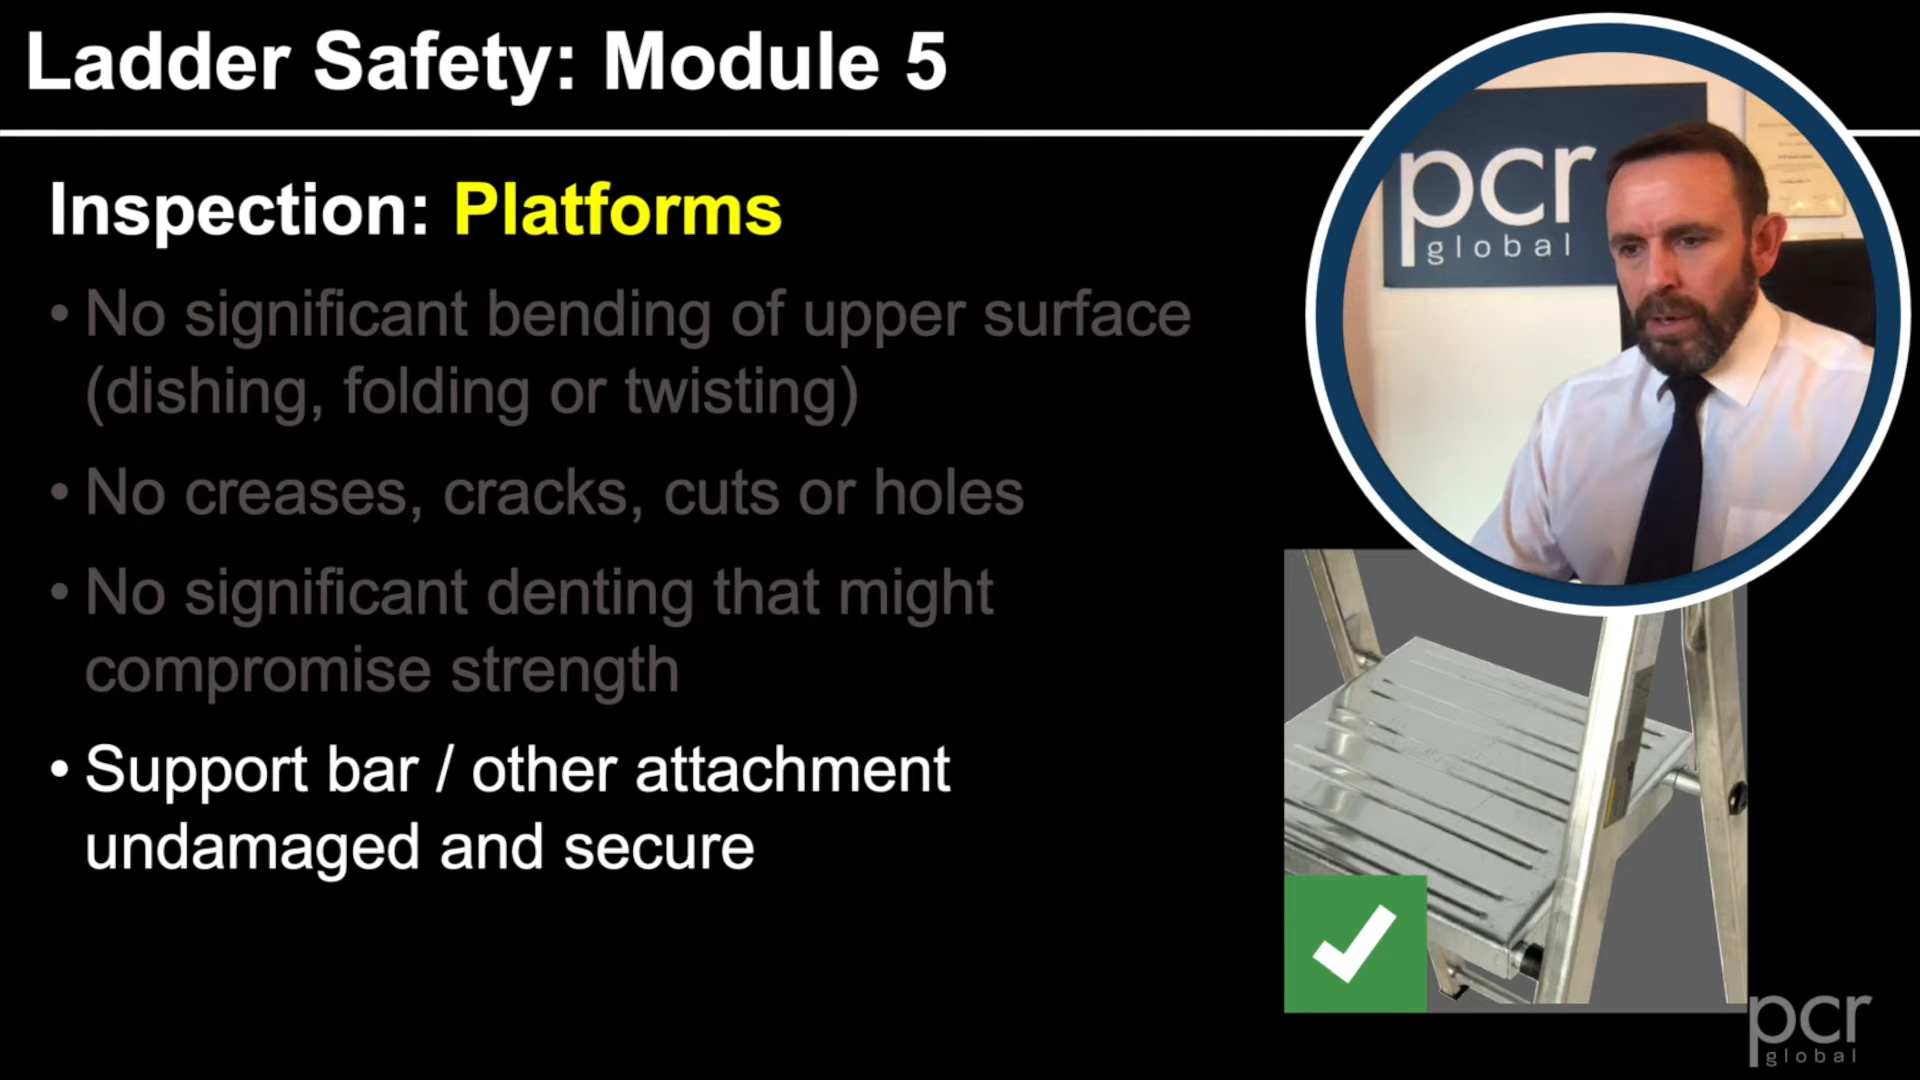 Ladder Safety: Module 5
Inspection: Platforms
• No significant bending of upper surface
(dishing, folding or twisting)
• No creases, cracks, cuts or holes
• No significant denting that might
compromise strength
• Support bar / other attachment
undamaged and secure
pcr
global
pcr
global